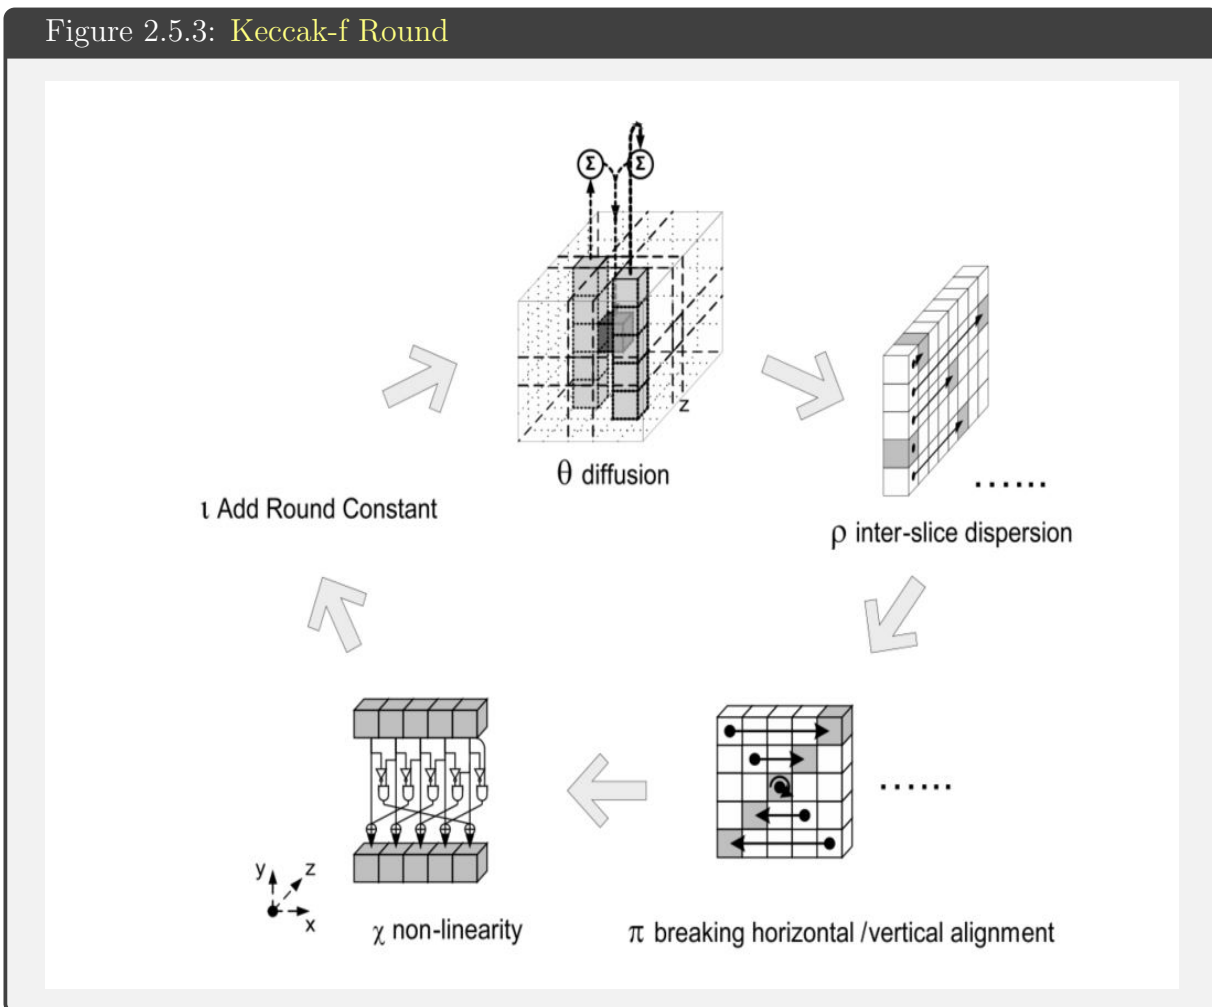 Figure 2.5.3: Keccak-f Round
Σ Σ
z
θ diffusion
ι Add Round Constant
......
ρ inter-slice dispersion
......
y z
x
χ non-linearity
π breaking horizontal /vertical alignment